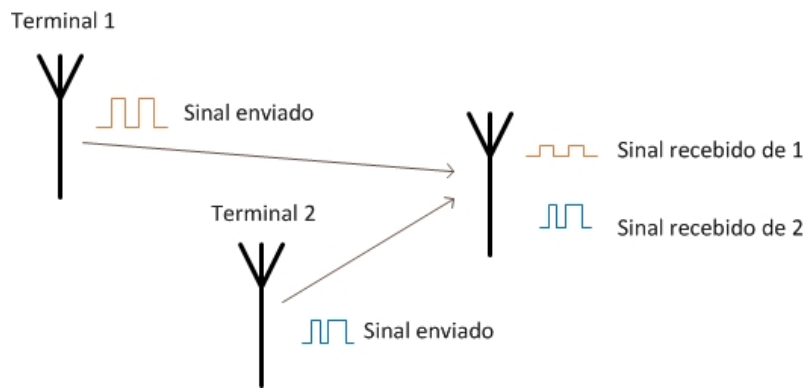 Terminal 1
Sinal enviado
Sinal recebido de 1
Terminal 2
Sinal recebido de 2
Sinal enviado